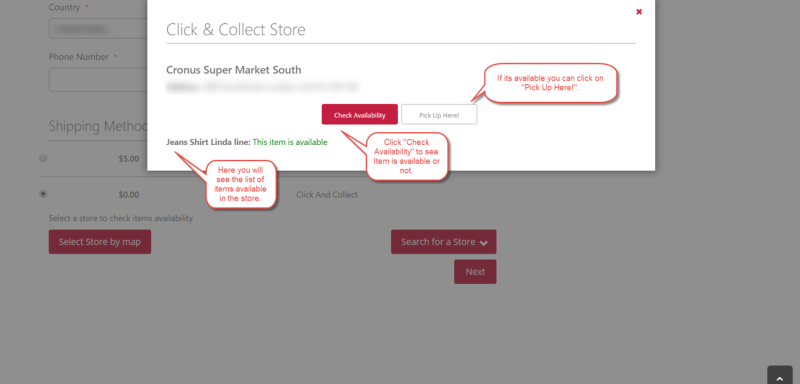 Country *
Click & Collect Store
Phone Number *
Cronus Super Market South
If its available you can click on
"Pick Up Here!".
Check Availability
Pick Up Here!
Shipping Method
Jeans Shirt Linda line: This item is available
Click "Check
Availability" to see
Item is available or
not.
$5.00
Here you will
see the list of
items available
in the store.
$0.00
Click And Collect
Select a store to check items availability
Select Store by map
Search for a Store
Next